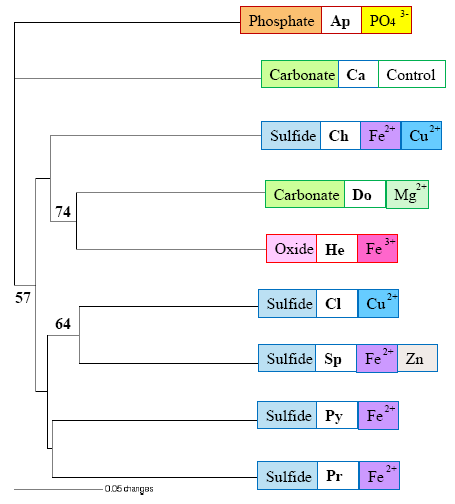 Phosphate Ap PO4 3-
Carbonate Ca Control
Sulfide Ch Fe2+ Cu2+
Carbonate Do Mg2+
74
Oxide He Fe3+
57
Sulfide Cl Cu2+
64
Sulfide Sp Fe2+ Zn
Sulfide Py Fe2+
Sulfide Pr Fe2+
0.05 changes